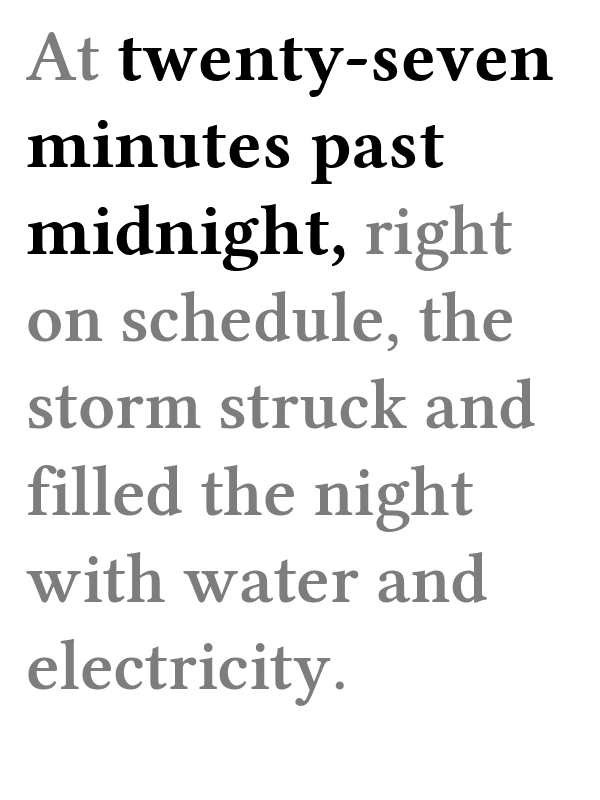 At twenty-seven
minutes past
midnight, right
on schedule, the
storm struck and
filled the night
with water and
electricity.